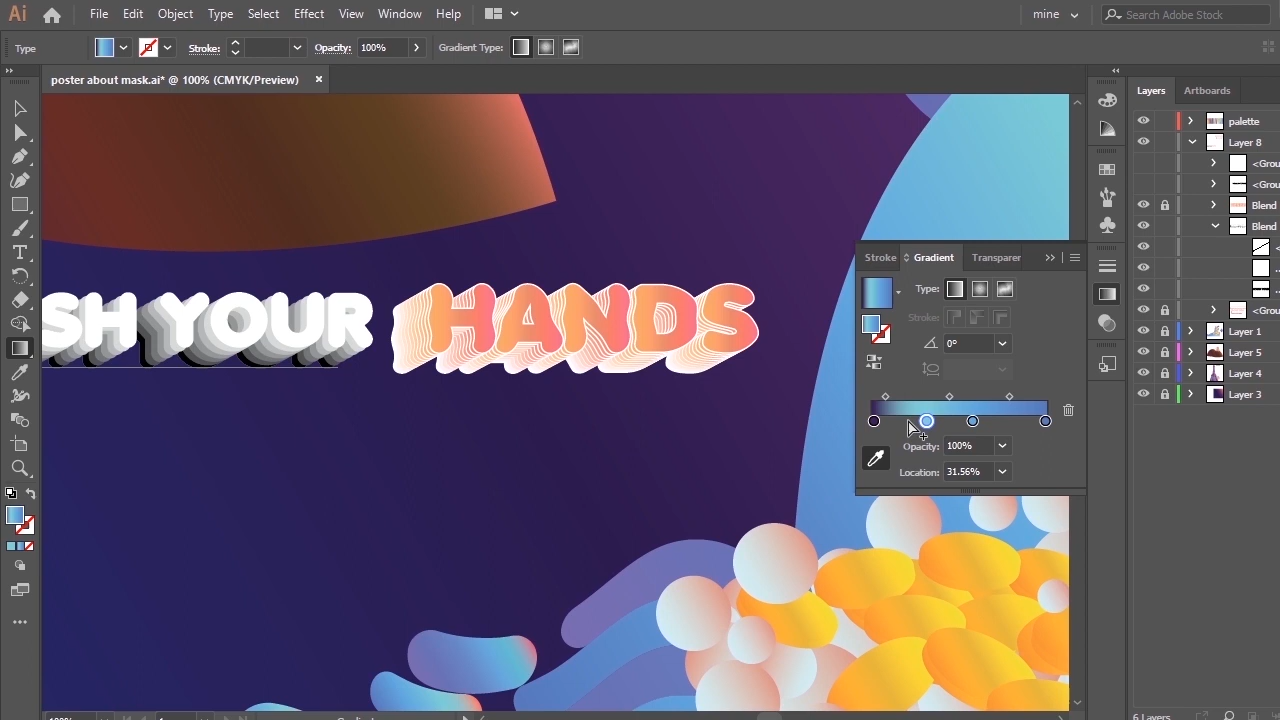 Ai File Edit Object Type Select Effect View Window Help mine Search Adobe Stock
Type Stroke: Opacity: 100% Gradient Type:
poster about mask.ai* @ 100% (CMYK/Preview)
Layers Artboards
palette
Layer 8
<Grou
<Grou
Blend
Blend
<Grou
Layer 1
Layer 5
Layer 4
Layer 3
SH YOUR HANDS
Stroke Gradient Transparer
Type:
Stroke:
0°
Opacity: 100%
Location: 31.56%
6 Layers